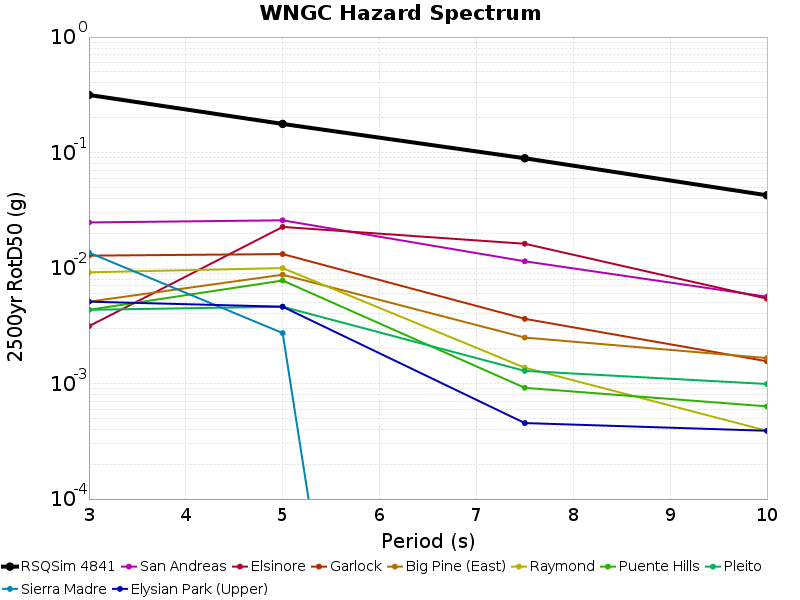 WNGC Hazard Spectrum
10^0
10^-1
10^-2
10^-3
10^-4
2500yr RotD50 (g)
3 4 5 6 7 8 9 10
Period (s)
RSQSim 4841 San Andreas Elsinore Garlock Big Pine (East) Raymond Puente Hills Pleito
Sierra Madre Elysian Park (Upper)